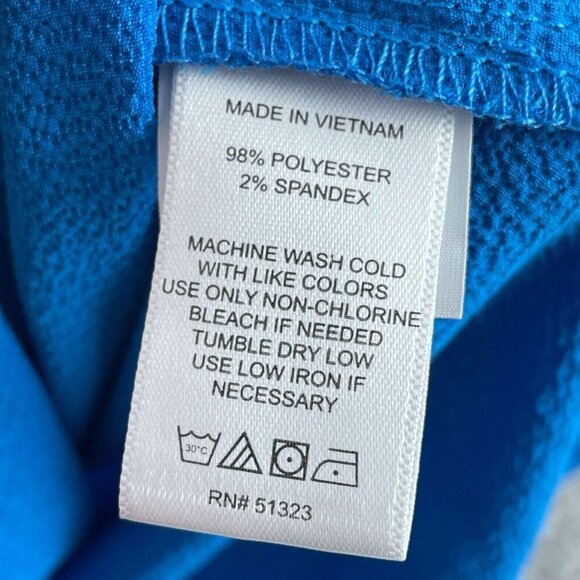 MADE IN VIETNAM
98% POLYESTER
2% SPANDEX
MACHINE WASH COLD
WITH LIKE COLORS
USE ONLY NON-CHLORINE
BLEACH IF NEEDED
TUMBLE DRY LOW
USE LOW IRON IF
NECESSARY
30°C
RN# 51323